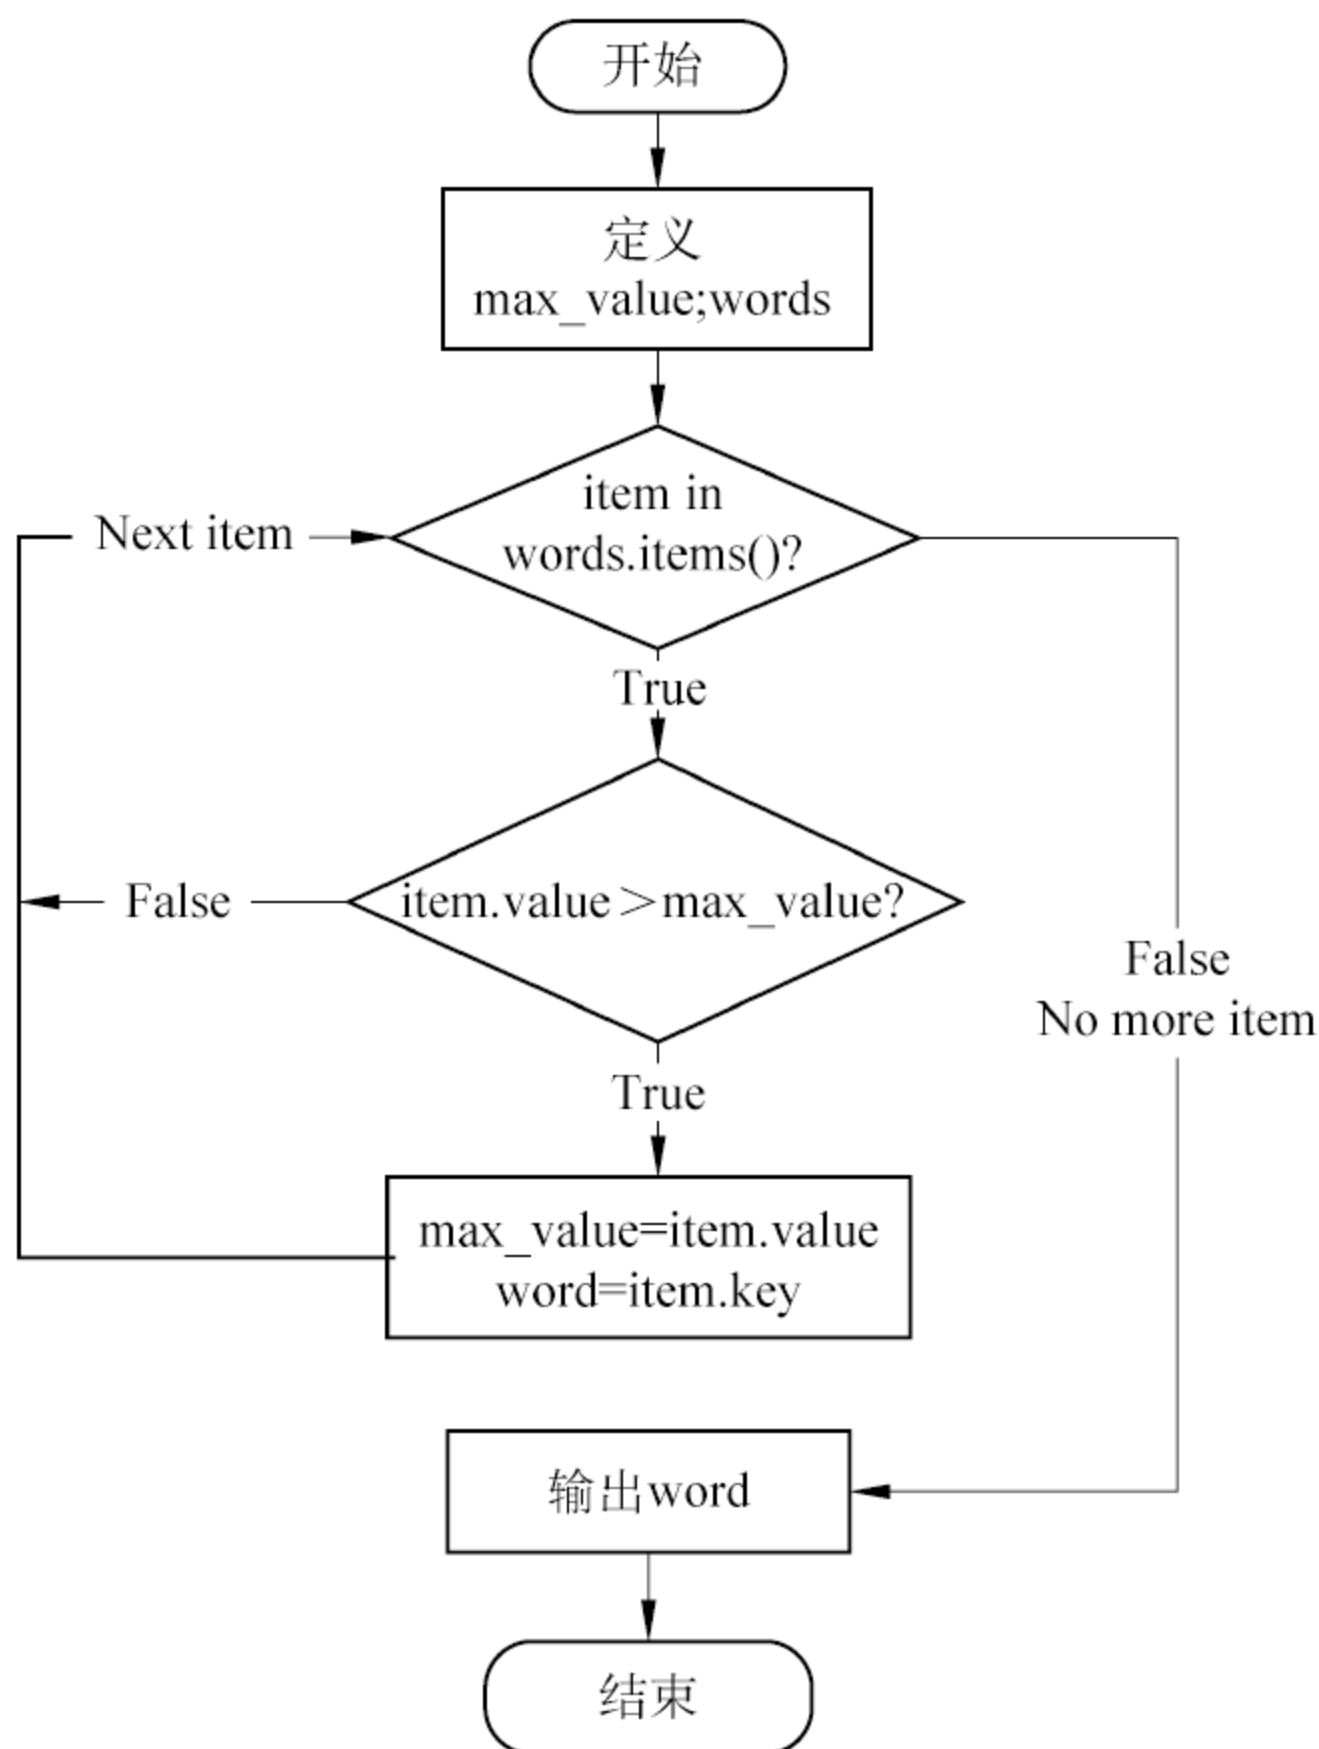 开始
定义
max_value;words
item in
words.items()?
Next item
True
item.value＞max_value?
False
False
No more item
True
max_value=item.value
word=item.key
输出word
结束